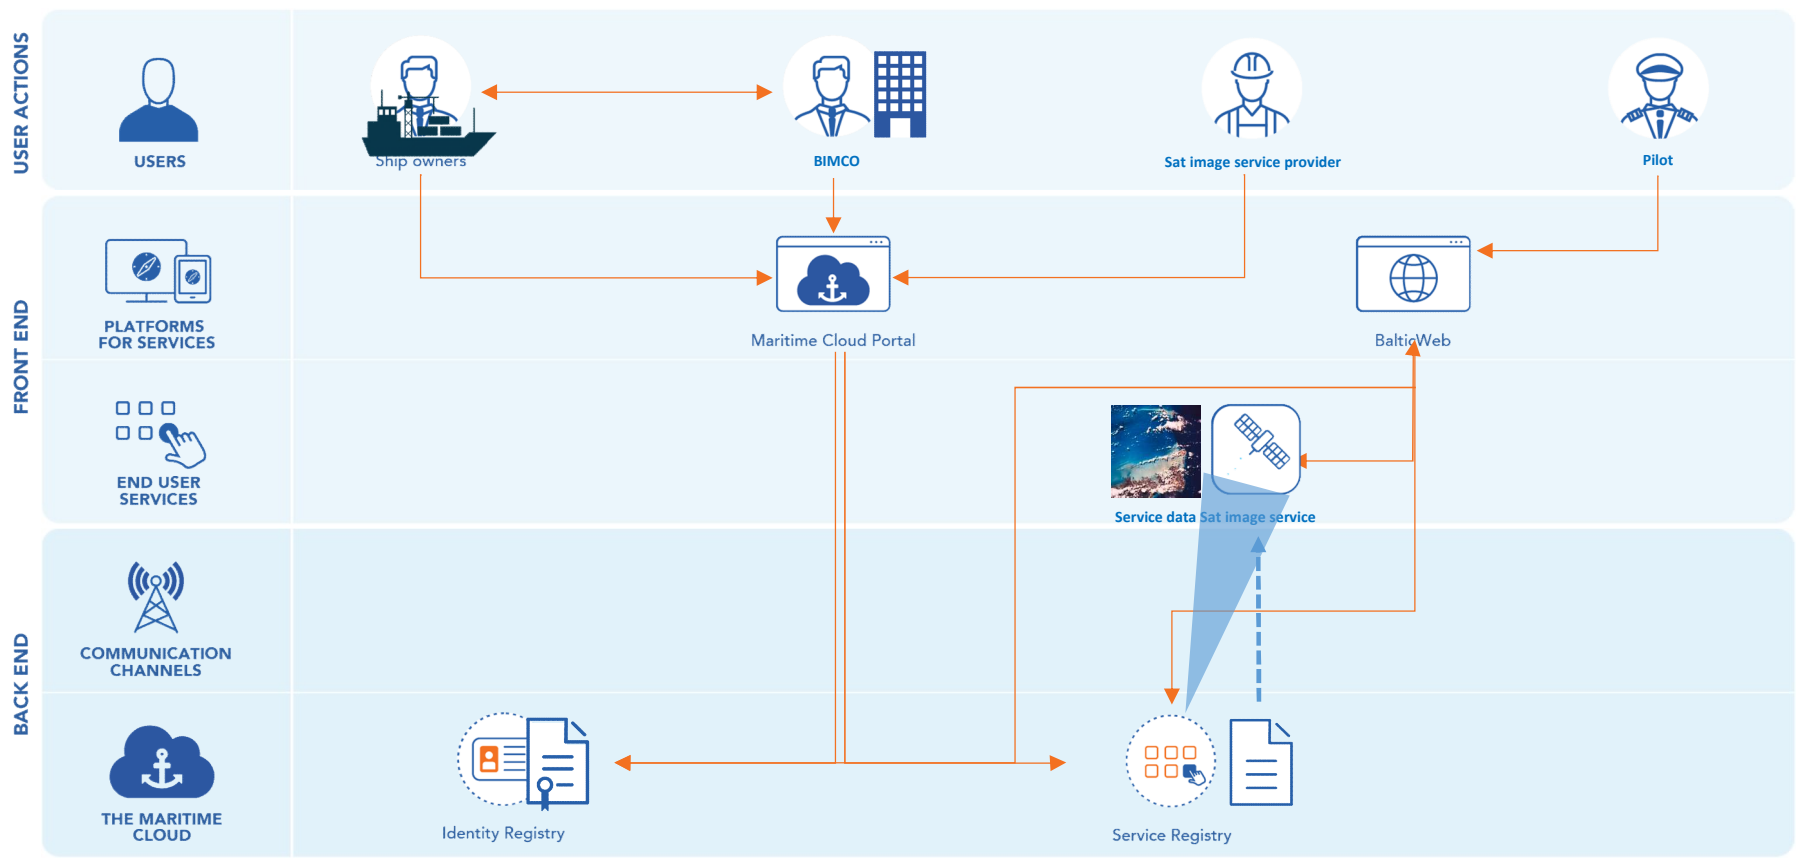 USER ACTIONS
USERS
Ship owners
BIMCO
Sat image service provider
Pilot
FRONT END
PLATFORMS
FOR SERVICES
Maritime Cloud Portal
BalticWeb
END USER
SERVICES
Service data Sat image service
BACK END
COMMUNICATION
CHANNELS
THE MARITIME
CLOUD
Identity Registry
Service Registry